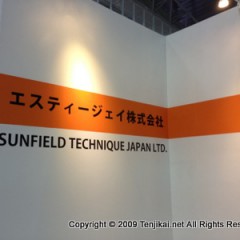 エスティージェイ株式会社
SUNFIELD TECHNIQUE JAPAN LTD.
Copyright © 2009 Tenjikai.net All Rights Reserved